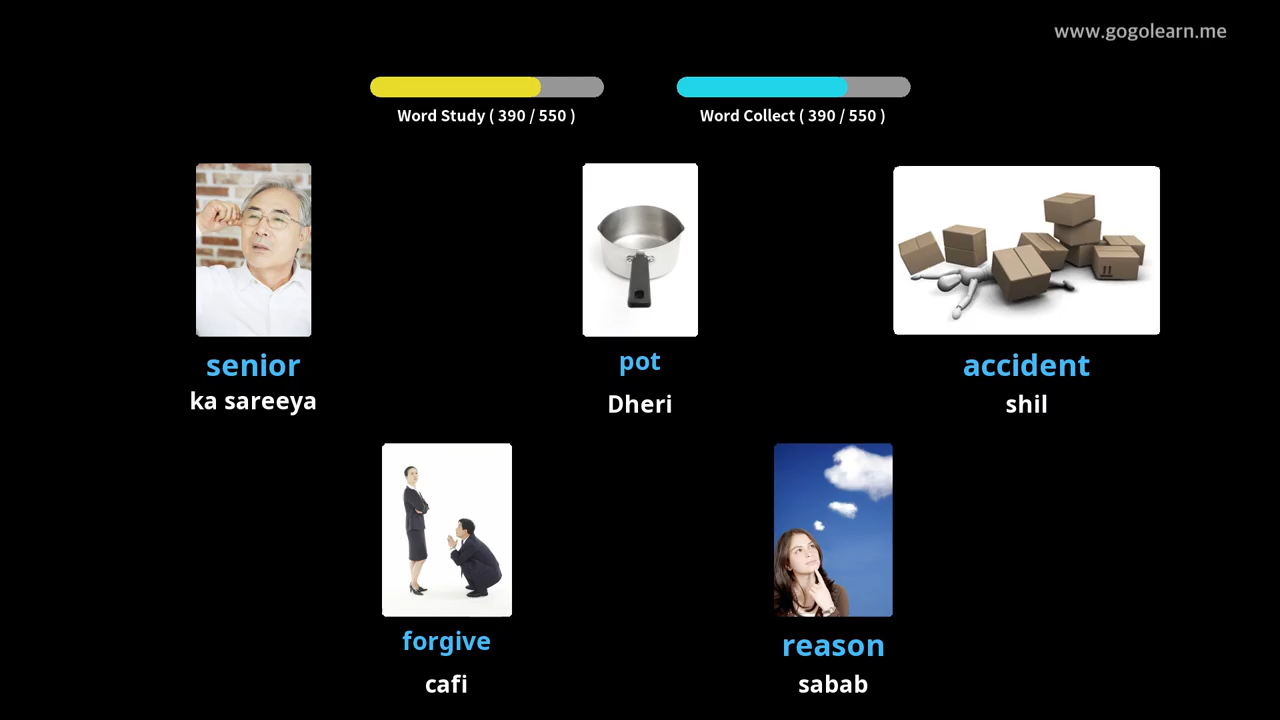 www.gogolearn.me
Word Study ( 390 / 550 )
Word Collect ( 390 / 550 )
senior
ka sareeya
pot
Dheri
accident
shil
forgive
cafi
reason
sabab